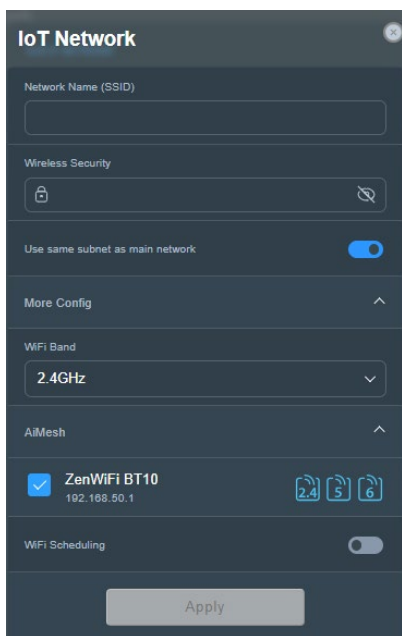 IoT Network
Network Name (SSID)
Wireless Security
Use same subnet as main network
More Config
WiFi Band
2.4GHz
AiMesh
ZenWiFi BT10
192.168.50.1
2.4 5 6
WiFi Scheduling
Apply